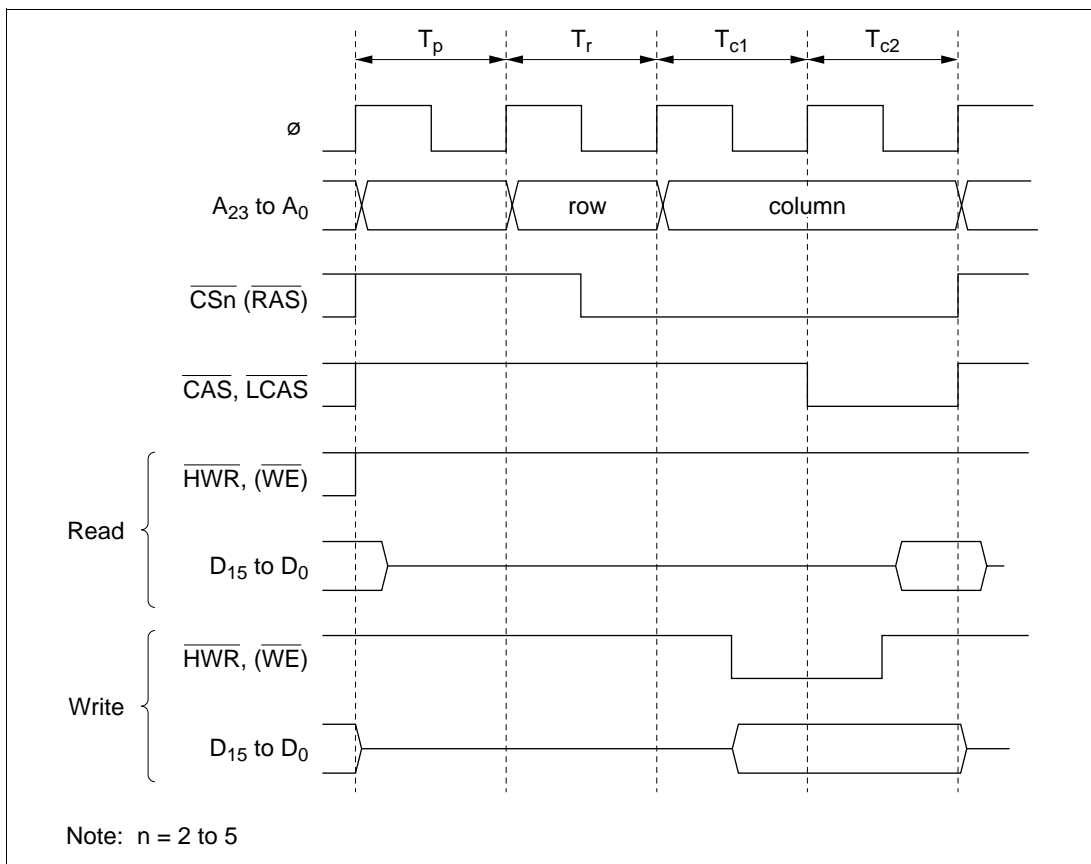 Tp Tr Tc1 Tc2
ø
A23 to A0 row column
CSn (RAS)
CAS, LCAS
HWR, (WE)
Read
D15 to D0
HWR, (WE)
Write
D15 to D0
Note: n = 2 to 5